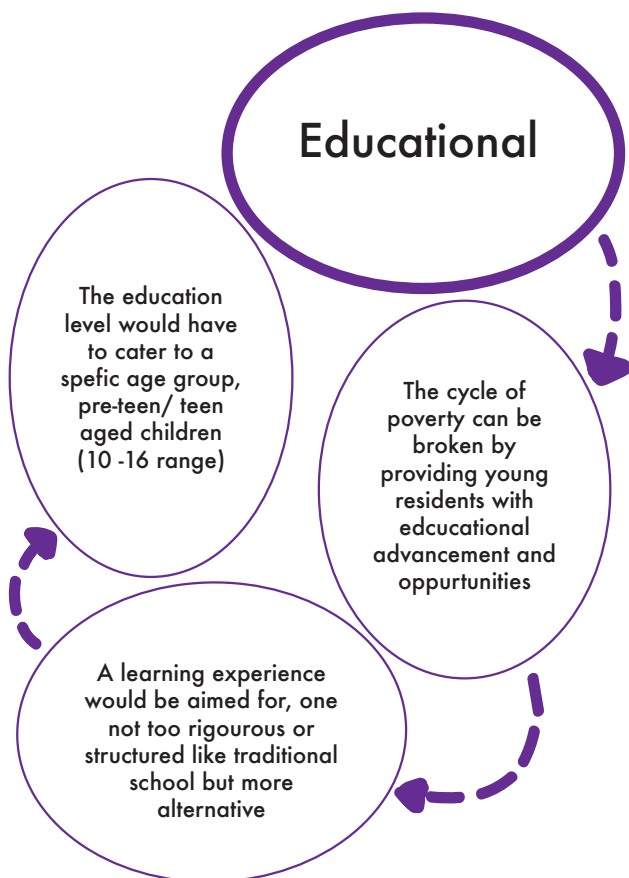 Educational
The cycle of
poverty can be
broken by
providing young
residents with
edcucational
advancement and
oppurtunities
A learning experience
would be aimed for, one
not too rigourous or
structured like traditional
school but more
alternative
The education
level would have
to cater to a
spefic age group,
pre-teen/ teen
aged children
(10 -16 range)